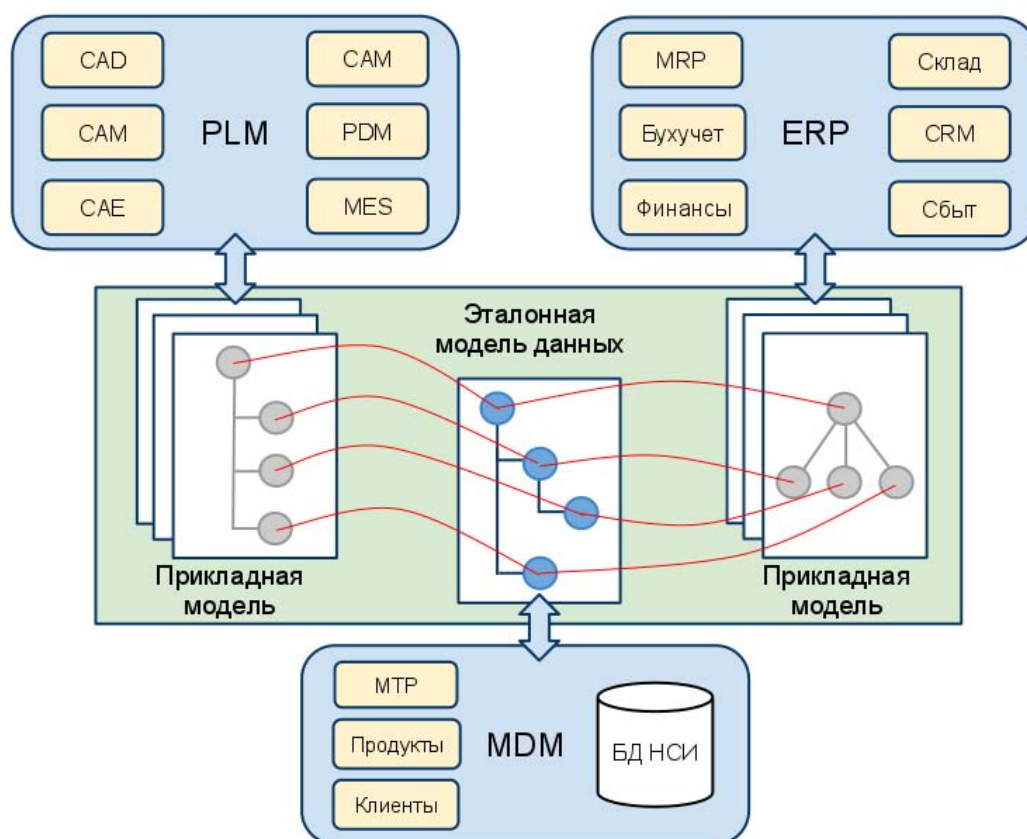 CAD
CAM
PLM
CAM
PDM
CAE
MES
MRP
Склад
Бухучет
ERP
CRM
Финансы
Сбыт
Эталонная
модель данных
Прикладная
модель
Прикладная
модель
МТР
Продукты
Клиенты
MDM
БД НСИ